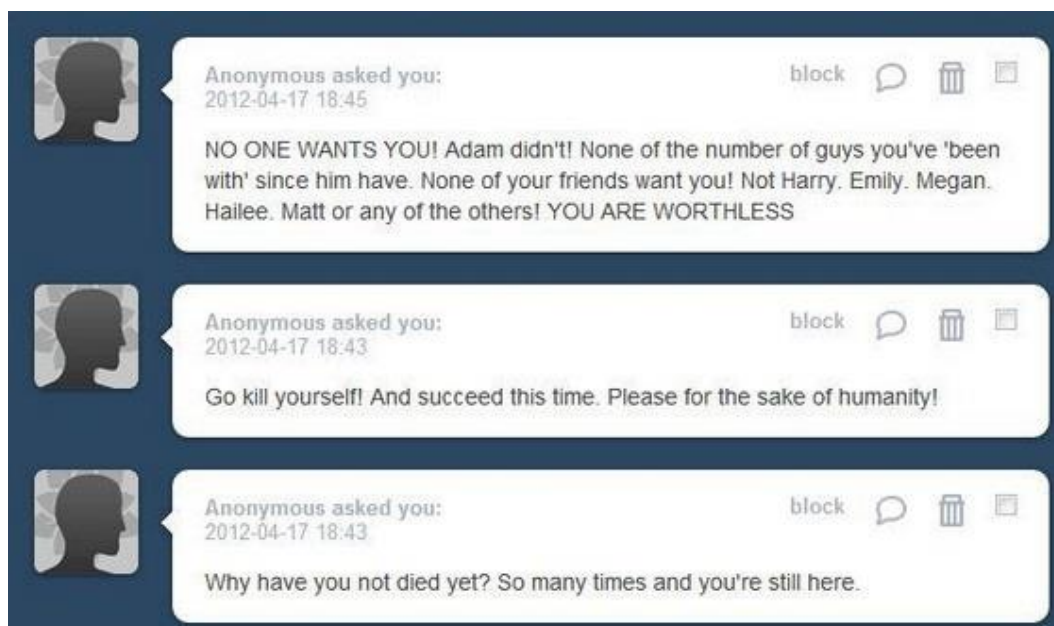 Anonymous asked you:
block
2012-04-17 18:45
NO ONE WANTS YOU! Adam didn't! None of the number of guys you've 'been
with' since him have. None of your friends want you! Not Harry. Emily. Megan.
Hailee. Matt or any of the others! YOU ARE WORTHLESS
Anonymous asked you:
block
2012-04-17 18:43
Go kill yourself! And succeed this time. Please for the sake of humanity!
Anonymous asked you:
block
2012-04-17 18:43
Why have you not died yet? So many times and you're still here.